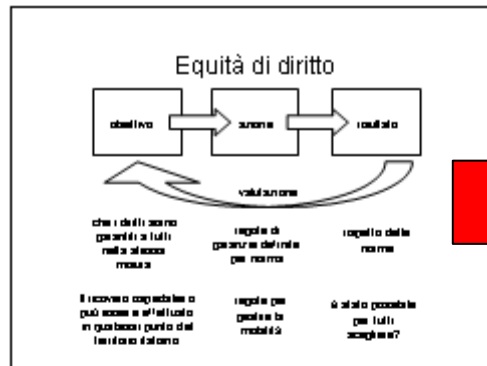 Equità di diritto
obiettivo
azione
risultato
valutazione
che i diritti siano
garantiti a tutti
nella stessa
misura
regole di
garanzia definite
per norma
rispetto delle
norme
Il ricovero ospedaliero
può essere effettuato
in qualsiasi punto del
territorio italiano
regole per
gestire la
mobilità
è stato possibile
per tutti
scegliere?